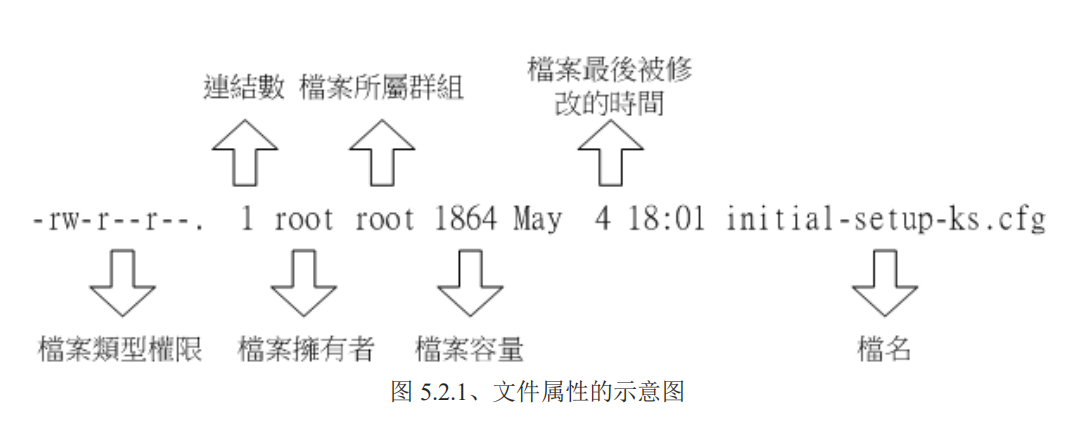 連結數 檔案所屬群組 檔案最後被修
改的時間
-rw-r--r--. 1 root root 1864 May 4 18:01 initial-setup-ks.cfg
檔案類型權限 檔案擁有者 檔案容量 檔名
图 5.2.1、文件属性的示意图